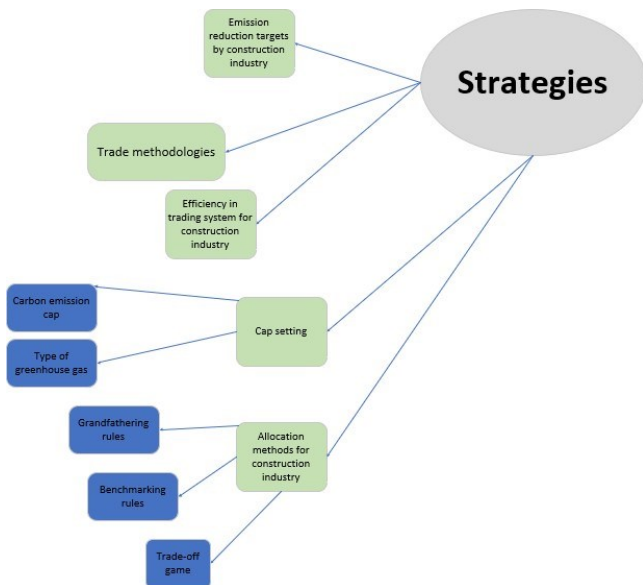 Emission
reduction targets
by construction
industry
Strategies
Trade methodologies
Efficiency in
trading system for
construction
industry
Carbon emission
cap
Cap setting
Type of
greenhouse gas
Grandfathering
rules
Allocation
methods for
construction
industry
Benchmarking
rules
Trade-off
game